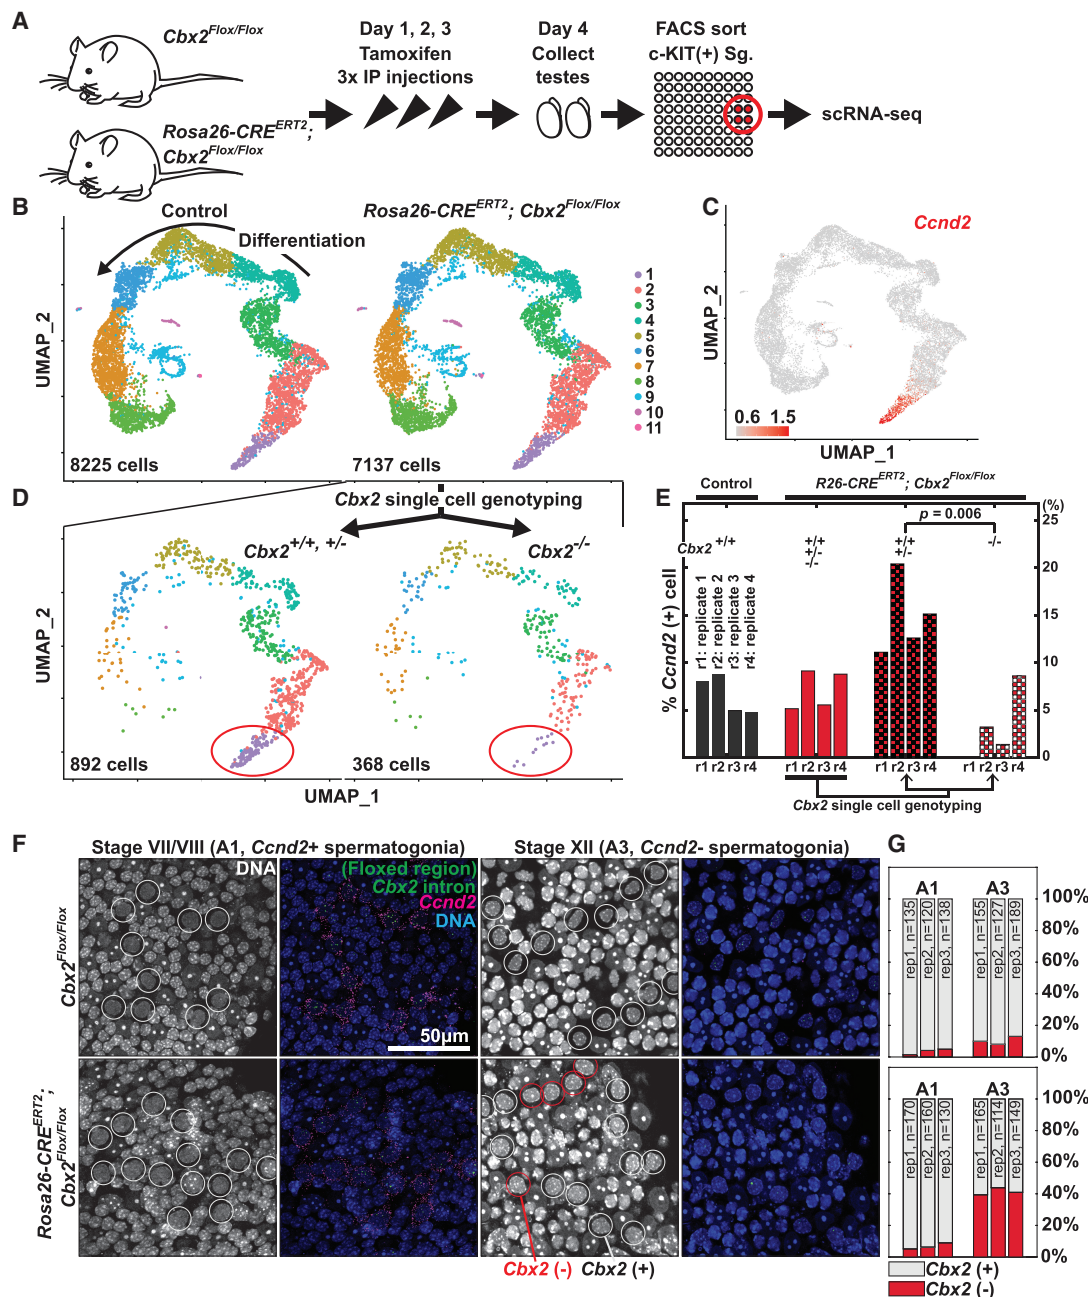 A
Cbx2Flox/Flox
Rosa26-CREERT2;
Cbx2Flox/Flox
Day 1, 2, 3
Tamoxifen
3x IP injections
Day 4
Collect
testes
FACS sort
c-KIT(+) Sg.
scRNA-seq
B
Control
Differentiation
Rosa26-CREERT2; Cbx2Flox/Flox
UMAP_2
8225 cells
7137 cells
1
2
3
4
5
6
7
8
9
10
11
C
Ccnd2
UMAP_2
0.6 1.5
UMAP_1
D
Cbx2 single cell genotyping
Cbx2+/+, +/-
Cbx2-/-
UMAP_2
892 cells
368 cells
UMAP_1
E
Control
R26-CREERT2; Cbx2Flox/Flox
(%)
p = 0.006
Cbx2 +/+
+/+
+/-
-/-
+/+
+/-
-/-
r1: replicate 1
r2: replicate 2
r3: replicate 3
r4: replicate 4
% Ccnd2 (+) cell
25
20
15
10
5
0
r1 r2 r3 r4
r1 r2 r3 r4
r1 r2 r3 r4
r1 r2 r3 r4
Cbx2 single cell genotyping
F
Stage VII/VIII (A1, Ccnd2+ spermatogonia)
Stage XII (A3, Ccnd2- spermatogonia)
DNA
(Floxed region)
Cbx2 intron
Ccnd2
DNA
50μm
Cbx2Flox/Flox
Rosa26-CREERT2;
Cbx2Flox/Flox
Cbx2 (-)
Cbx2 (+)
G
A1
A3
rep1, n=135
rep2, n=120
rep3, n=138
rep1, n=155
rep2, n=127
rep3, n=189
100%
80%
60%
40%
20%
0%
A1
A3
rep1, n=170
rep2, n=160
rep3, n=130
rep1, n=165
rep2, n=114
rep3, n=149
100%
80%
60%
40%
20%
0%
Cbx2 (+)
Cbx2 (-)